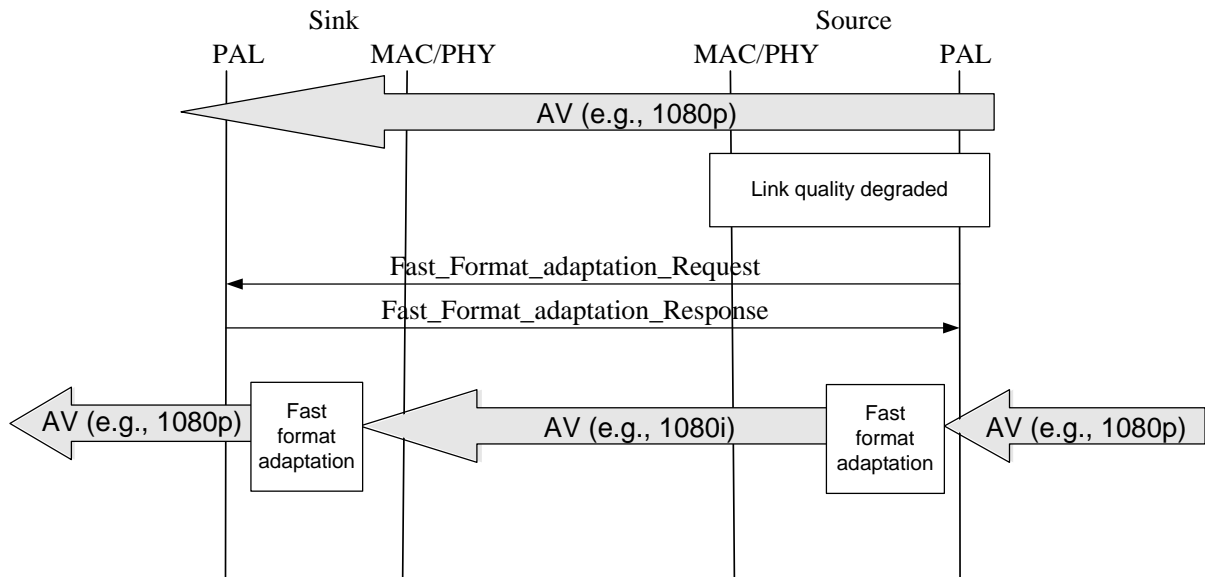 Sink
Source
PAL
MAC/PHY
MAC/PHY
PAL
AV (e.g., 1080p)
Link quality degraded
Fast_Format_adaptation_Request
Fast_Format_adaptation_Response
AV (e.g., 1080p)
Fast
format
adaptation
AV (e.g., 1080i)
Fast
format
adaptation
AV (e.g., 1080p)